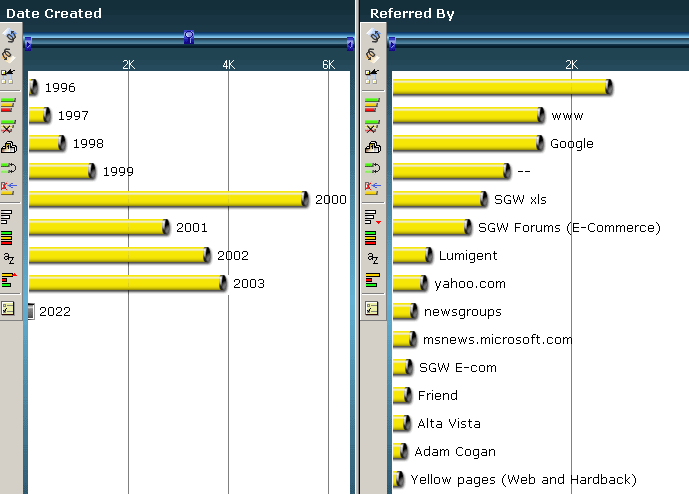 Date Created
2K 4K 6K
1996
1997
1998
1999
2000
2001
2002
2003
2022
Referred By
2K
www
Google
--
SGW xls
SGW Forums (E-Commerce)
Lumigent
yahoo.com
newsgroups
msnews.microsoft.com
SGW E-com
Friend
Alta Vista
Adam Cogan
Yellow pages (Web and Hardback)